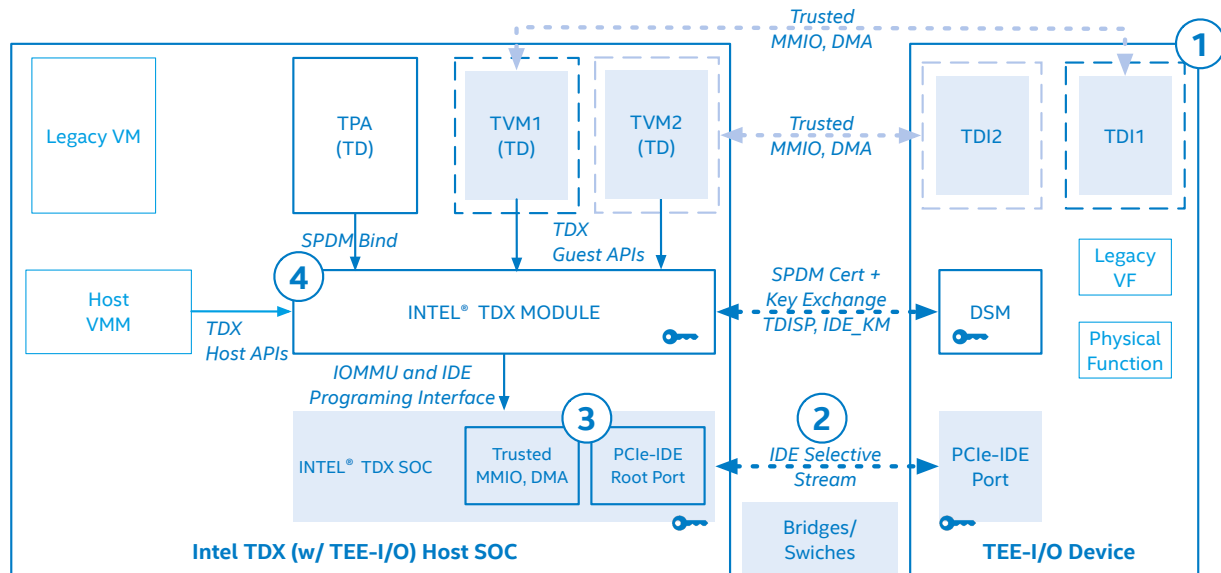 Trusted
MMIO, DMA
1
Legacy VM
TPA
(TD)
TVM1
(TD)
TVM2
(TD)
Trusted
MMIO, DMA
TDI2
TDI1
SPDM Bind
TDX
Guest APIs
4
Host
VMM
TDX
Host APIs
INTEL® TDX MODULE
SPDM Cert +
Key Exchange
TDISP, IDE_KM
DSM
Legacy
VF
Physical
Function
IOMMU and IDE
Programing Interface
3
2
INTEL® TDX SOC
Trusted
MMIO, DMA
PCIe-IDE
Root Port
IDE Selective
Stream
PCIe-IDE
Port
Bridges/
Swiches
Intel TDX (w/ TEE-I/O) Host SOC
TEE-I/O Device